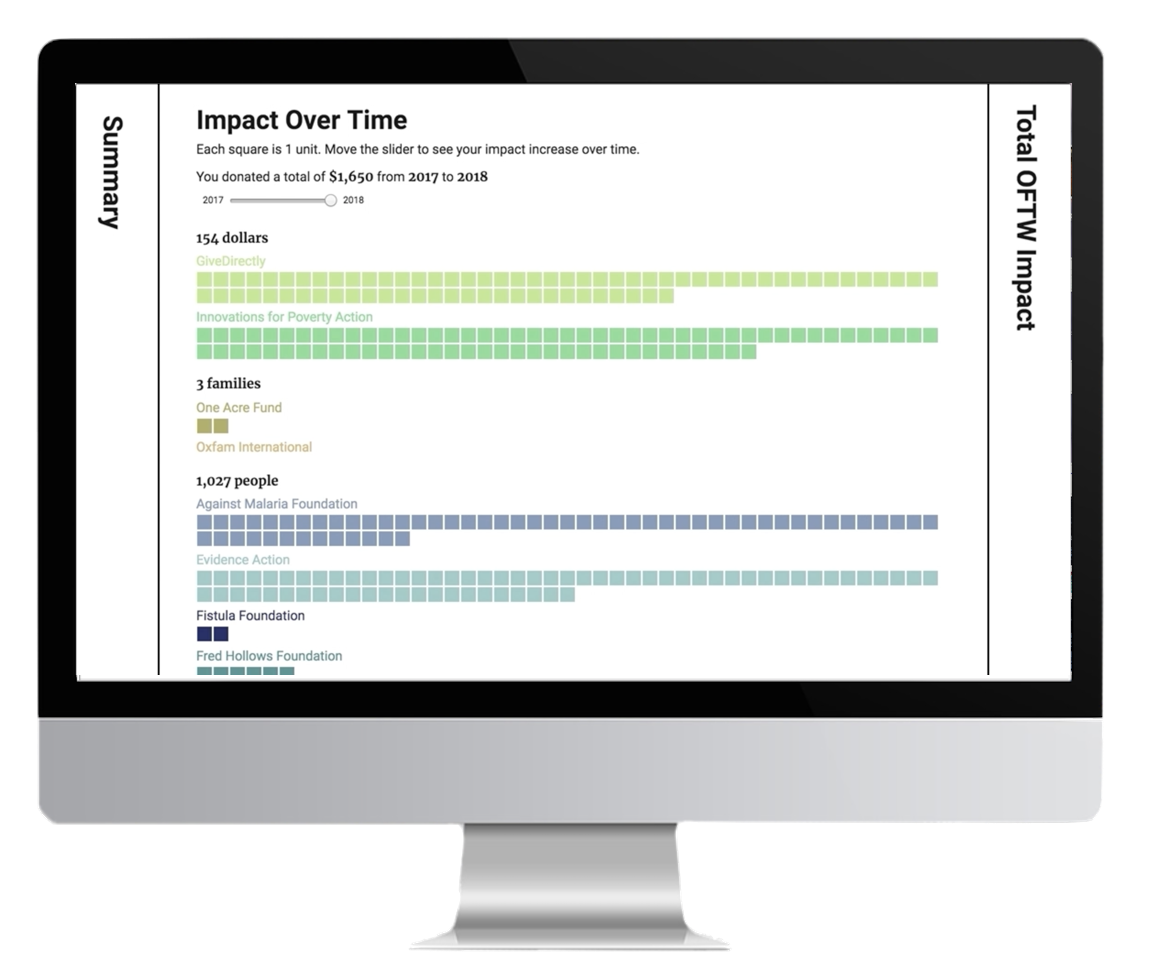 Summary
Impact Over Time
Each square is 1 unit. Move the slider to see your impact increase over time.
You donated a total of $1,650 from 2017 to 2018
2017 2018
154 dollars
GiveDirectly
Innovations for Poverty Action
3 families
One Acre Fund
Oxfam International
1,027 people
Against Malaria Foundation
Evidence Action
Fistula Foundation
Fred Hollows Foundation
Total OFTW Impact